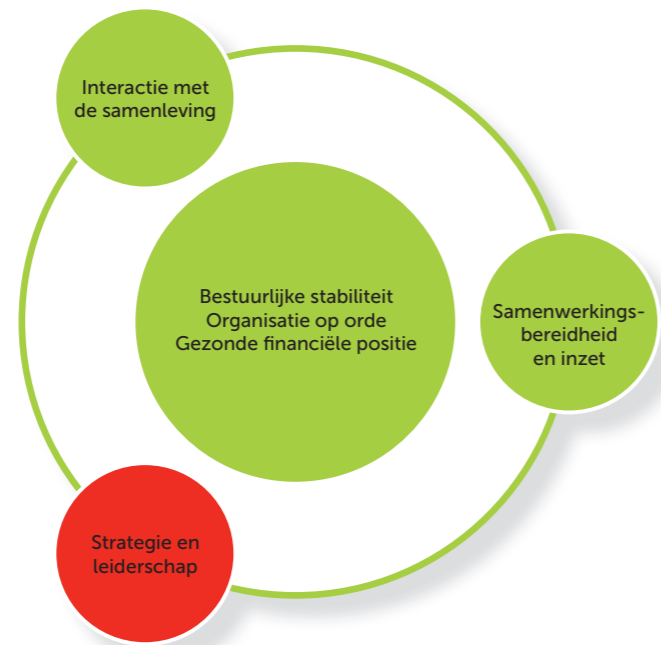 Interactie met
de samenleving
Bestuurlijke stabiliteit
Organisatie op orde
Gezonde financiële positie
Samenwerkings-
bereidheid
en inzet
Strategie en
leiderschap